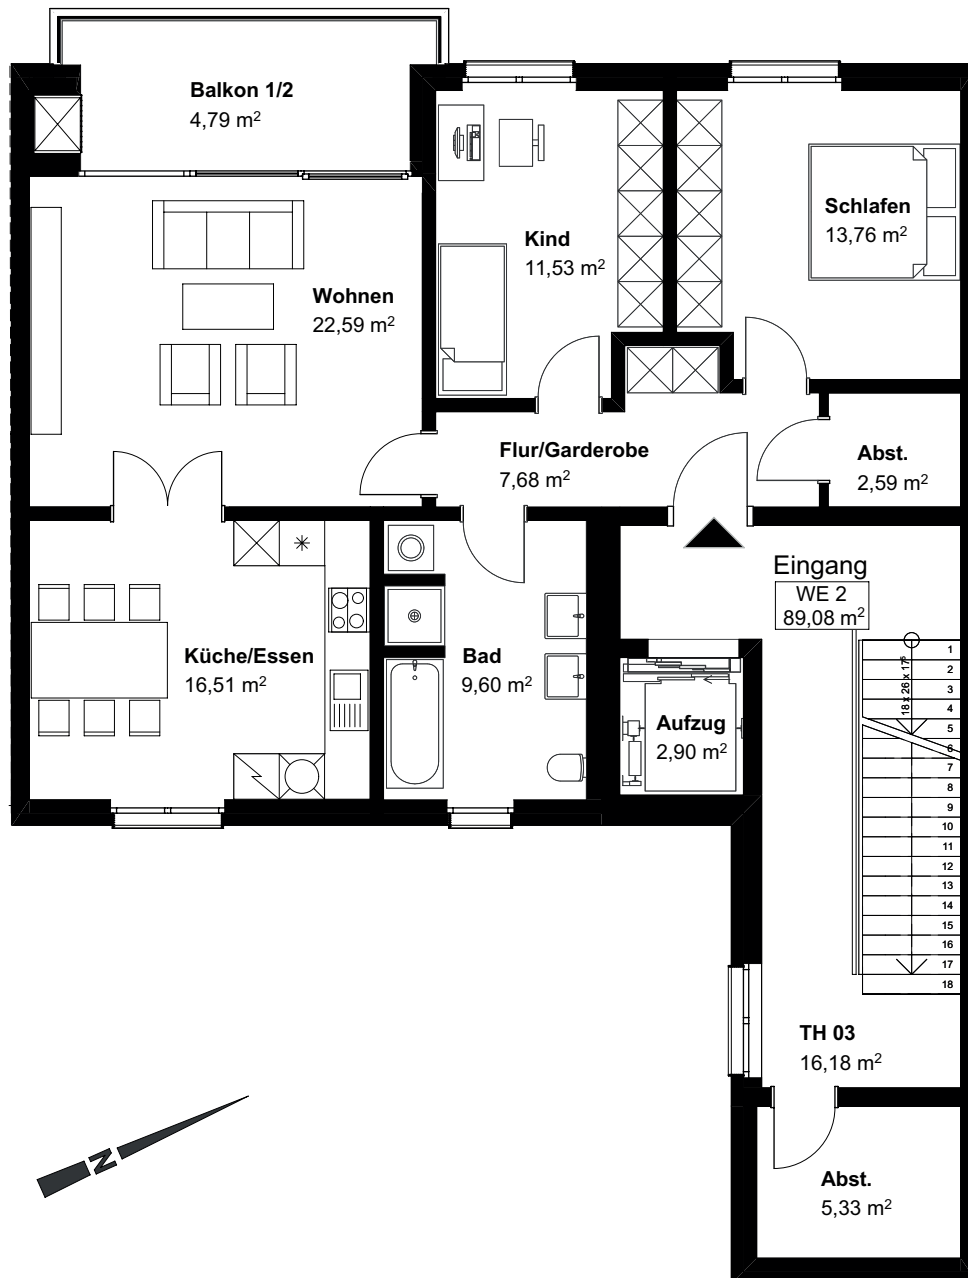 Balkon 1/2
4,79 m²
Schlafen
13,76 m²
Kind
11,53 m²
Wohnen
22,59 m²
Flur/Garderobe
7,68 m²
Abst.
2,59 m²
Eingang
WE 2
89,08 m²
Küche/Essen
16,51 m²
Bad
9,60 m²
Aufzug
2,90 m²
18 x 26 x 17⁵
1
2
3
4
5
6
7
8
9
10
11
12
13
14
15
16
17
18
TH 03
16,18 m²
N
Abst.
5,33 m²